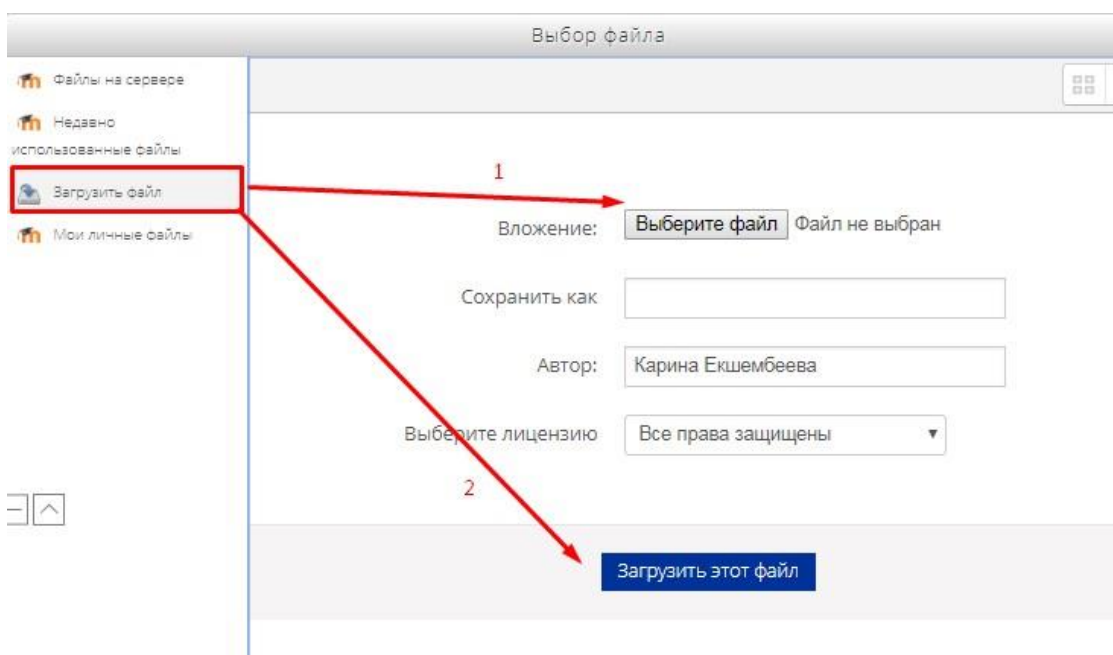 Выбор файла
Файлы на сервере
Недавно
использованные файлы
Загрузить файл
Мои личные файлы
1
Вложение: Выберите файл Файл не выбран
Сохранить как
Автор: Карина Екшембеева
Выберите лицензию Все права защищены
2
Загрузить этот файл